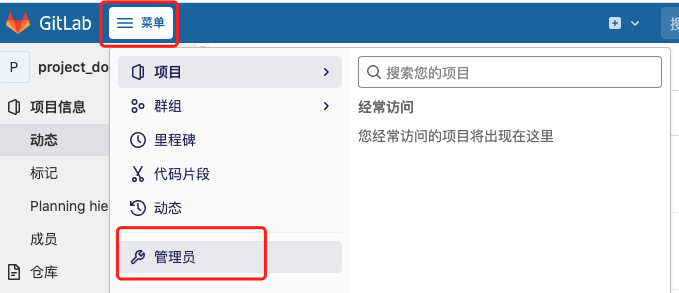 GitLab
菜单
搜
P
project_do
项目信息
动态
标记
Planning hie
成员
仓库
项目
群组
里程碑
代码片段
动态
管理员
搜索您的项目
经常访问
您经常访问的项目将出现在这里